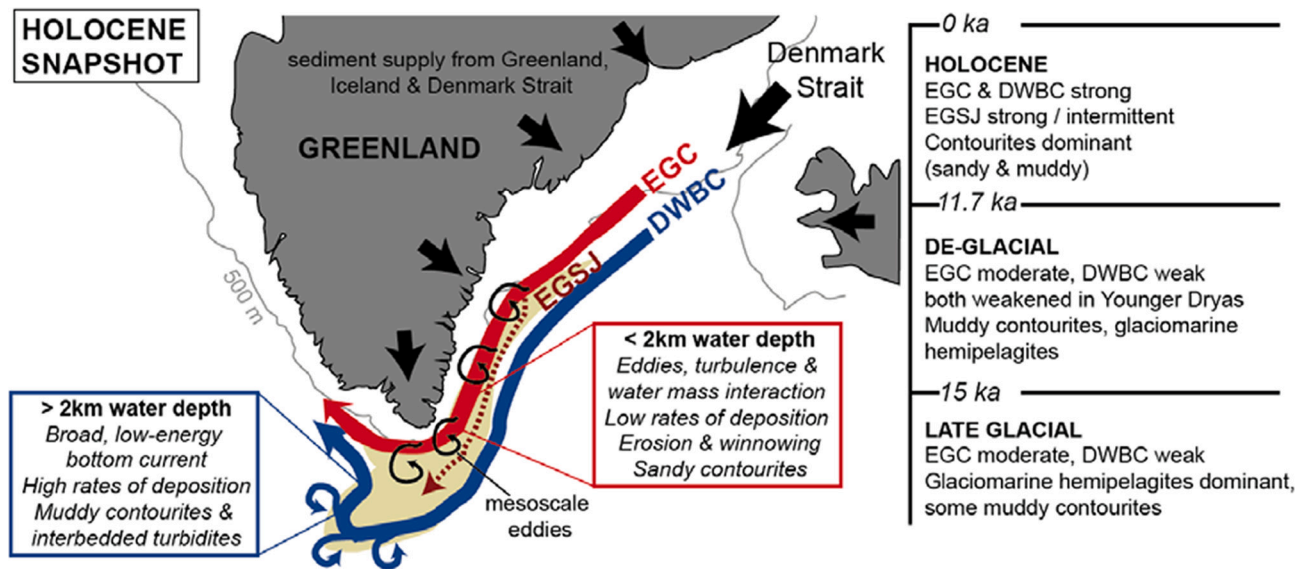 HOLOCENE
SNAPSHOT
sediment supply from Greenland,
Iceland & Denmark Strait
GREENLAND
Denmark
Strait
EGC
DWBC
EGSJ
500 m
< 2km water depth
Eddies, turbulence &
water mass interaction
Low rates of deposition
Erosion & winnowing
Sandy contourites
> 2km water depth
Broad, low-energy
bottom current
High rates of deposition
Muddy contourites &
interbedded turbidites
mesoscale
eddies
0 ka
HOLOCENE
EGC & DWBC strong
EGSJ strong / intermittent
Contourites dominant
(sandy & muddy)
11.7 ka
DE-GLACIAL
EGC moderate, DWBC weak
both weakened in Younger Dryas
Muddy contourites, glaciomarine
hemipelagites
15 ka
LATE GLACIAL
EGC moderate, DWBC weak
Glaciomarine hemipelagites dominant,
some muddy contourites